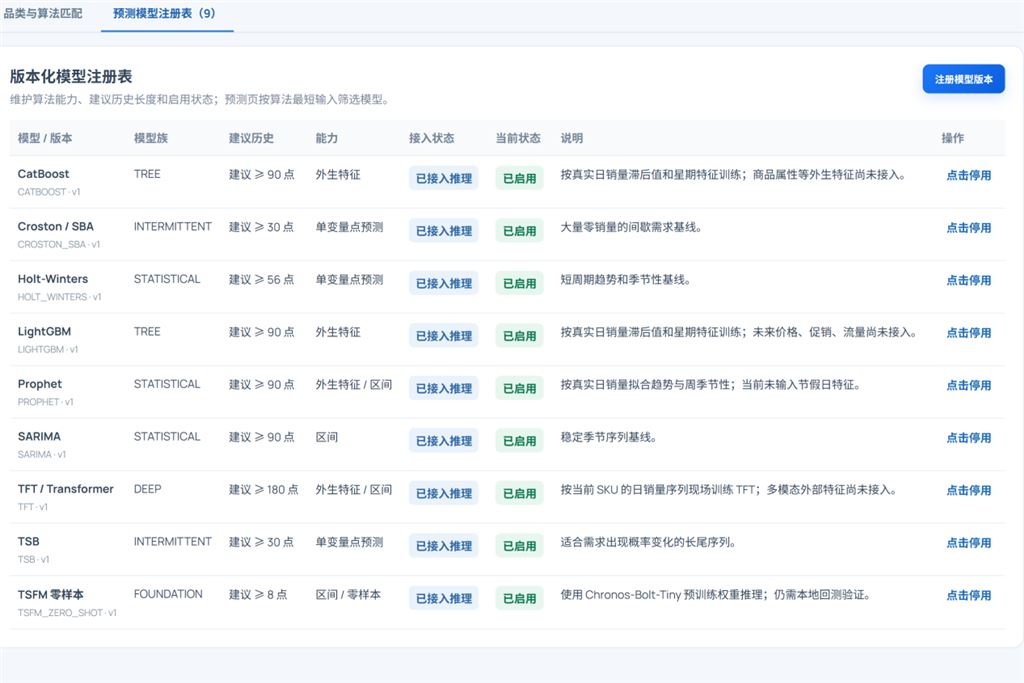 品类与算法匹配 预测模型注册表（9）
版本化模型注册表
注册模型版本
维护算法能力、建议历史长度和启用状态；预测页按算法最短输入筛选模型。
模型 / 版本 模型族 建议历史 能力 接入状态 当前状态 说明 操作
CatBoost TREE 建议 ≥ 90 点 外生特征 已接入推理 已启用 按真实日销量滞后值和星期特征训练；商品属性等外生特征尚未接入。 点击停用
CATBOOST · v1
Croston / SBA INTERMITTENT 建议 ≥ 30 点 单变量点预测 已接入推理 已启用 大量零销量的间歇需求基线。 点击停用
CROSTON_SBA · v1
Holt-Winters STATISTICAL 建议 ≥ 56 点 单变量点预测 已接入推理 已启用 短周期趋势和季节性基线。 点击停用
HOLT_WINTERS · v1
LightGBM TREE 建议 ≥ 90 点 外生特征 已接入推理 已启用 按真实日销量滞后值和星期特征训练；未来价格、促销、流量尚未接入。 点击停用
LIGHTGBM · v1
Prophet STATISTICAL 建议 ≥ 90 点 外生特征 / 区间 已接入推理 已启用 按真实日销量拟合趋势与周季节性；当前未输入节假日特征。 点击停用
PROPHET · v1
SARIMA STATISTICAL 建议 ≥ 90 点 区间 已接入推理 已启用 稳定季节序列基线。 点击停用
SARIMA · v1
TFT / Transformer DEEP 建议 ≥ 180 点 外生特征 / 区间 已接入推理 已启用 按当前 SKU 的日销量序列现场训练 TFT；多模态外部特征尚未接入。 点击停用
TFT · v1
TSB INTERMITTENT 建议 ≥ 30 点 单变量点预测 已接入推理 已启用 适合需求出现概率变化的长尾序列。 点击停用
TSB · v1
TSFM 零样本 FOUNDATION 建议 ≥ 8 点 区间 / 零样本 已接入推理 已启用 使用 Chronos-Bolt-Tiny 预训练权重推理；仍需本地回测验证。 点击停用
TSFM_ZERO_SHOT · v1